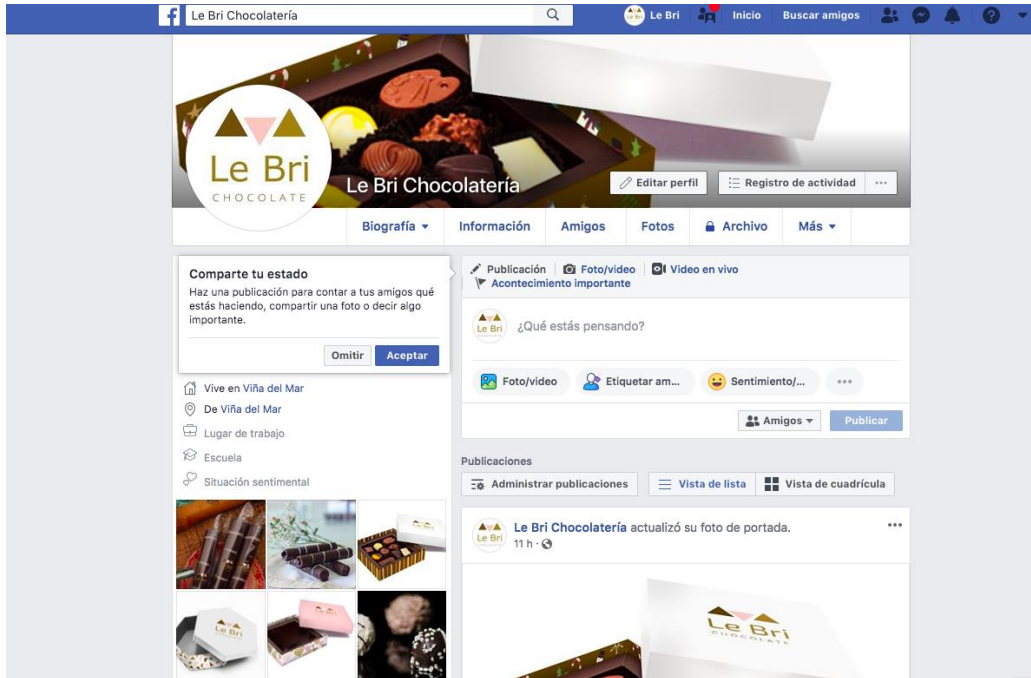 Le Bri Chocolatería
Le Bri
Inicio
Buscar amigos
Le Bri
CHOCOLATE
Le Bri Chocolatería
Editar perfil
Registro de actividad
Biografía
Información
Amigos
Fotos
Archivo
Más
Comparte tu estado
Haz una publicación para contar a tus amigos qué
estás haciendo, compartir una foto o decir algo
importante.
Omitir
Aceptar
Vive en Viña del Mar
De Viña del Mar
Lugar de trabajo
Escuela
Situación sentimental
Le Bri
Le Bri
Publicación
Foto/video
Video en vivo
Acontecimiento importante
Le Bri
¿Qué estás pensando?
Foto/video
Etiquetar am...
Sentimiento/...
Amigos
Publicar
Publicaciones
Administrar publicaciones
Vista de lista
Vista de cuadrícula
Le Bri
Le Bri Chocolatería actualizó su foto de portada.
11 h
Le Bri
CHOCOLATE